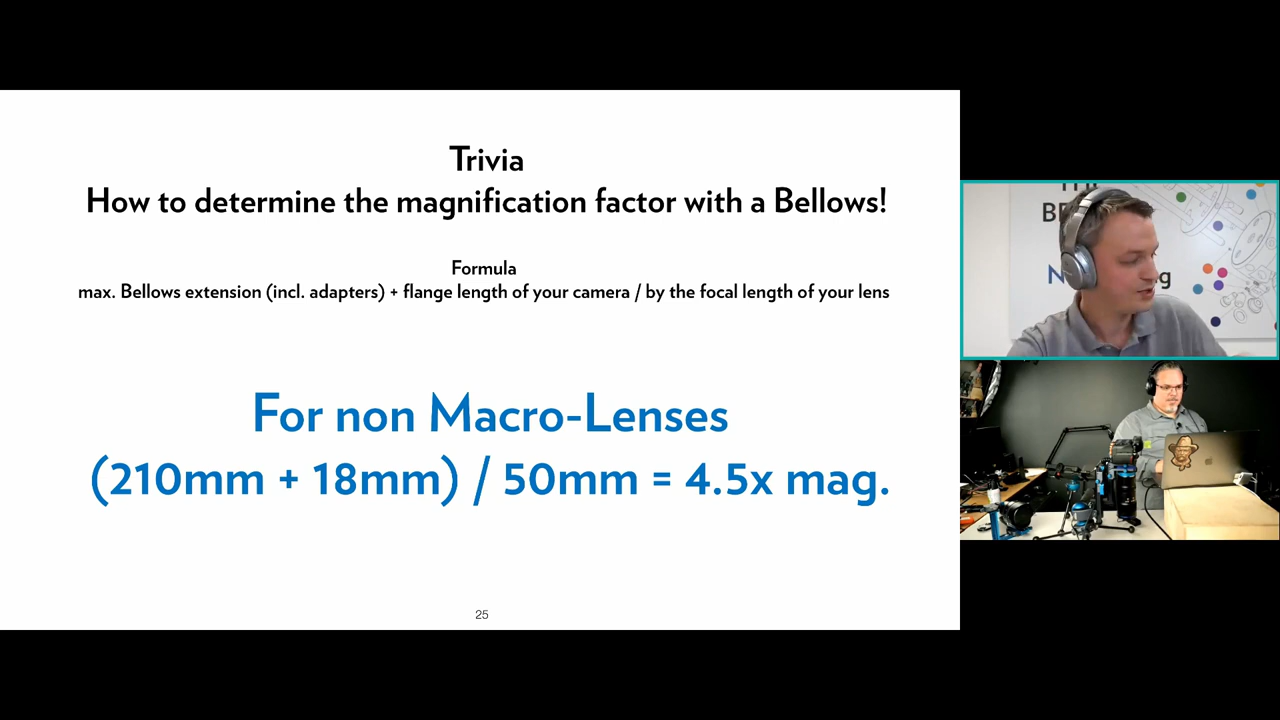 Trivia
How to determine the magnification factor with a Bellows!
Formula
max. Bellows extension (incl. adapters) + flange length of your camera / by the focal length of your lens
For non Macro-Lenses
(210mm + 18mm) / 50mm = 4.5x mag.
25